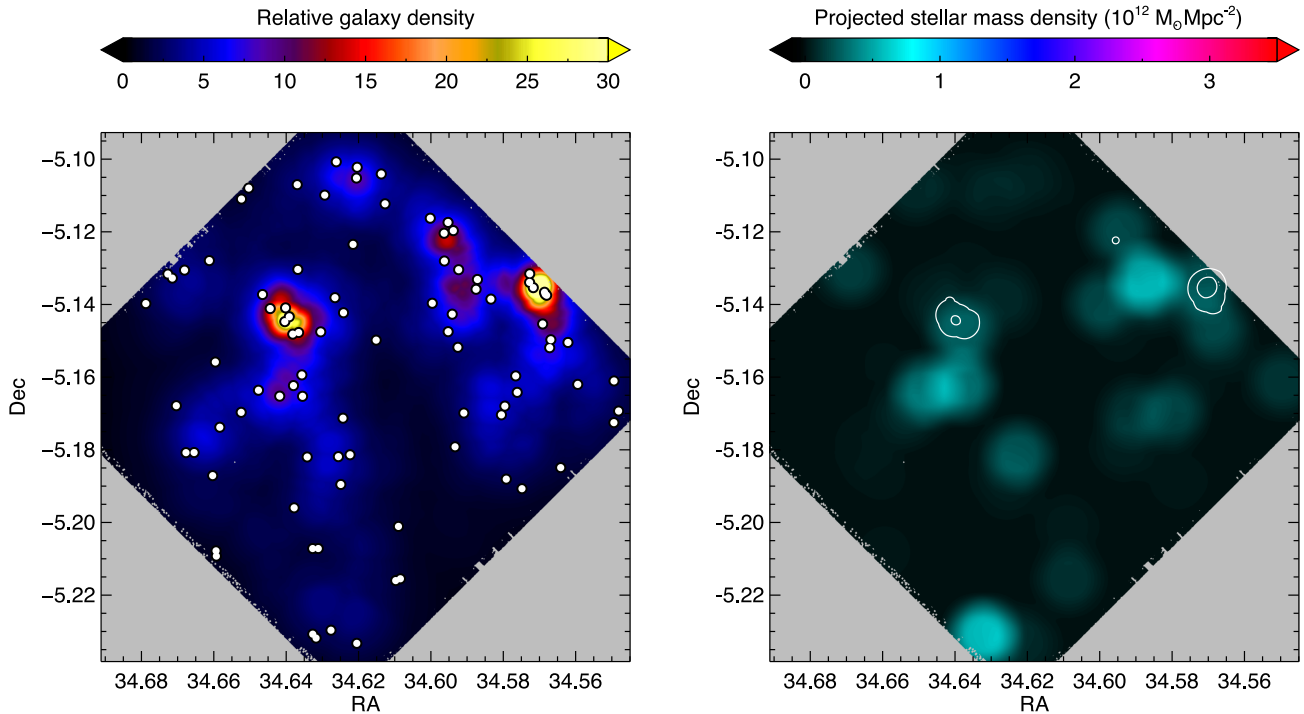 Relative galaxy density
0 5 10 15 20 25 30
−5.10
−5.12
−5.14
−5.16
−5.18
−5.20
−5.22
Dec
34.68 34.66 34.64 34.62 34.60 34.58 34.56
RA
Projected stellar mass density (10¹² M☉Mpc⁻²)
0 1 2 3
-5.10
-5.12
-5.14
-5.16
-5.18
-5.20
-5.22
Dec
34.68 34.66 34.64 34.62 34.60 34.58 34.56
RA